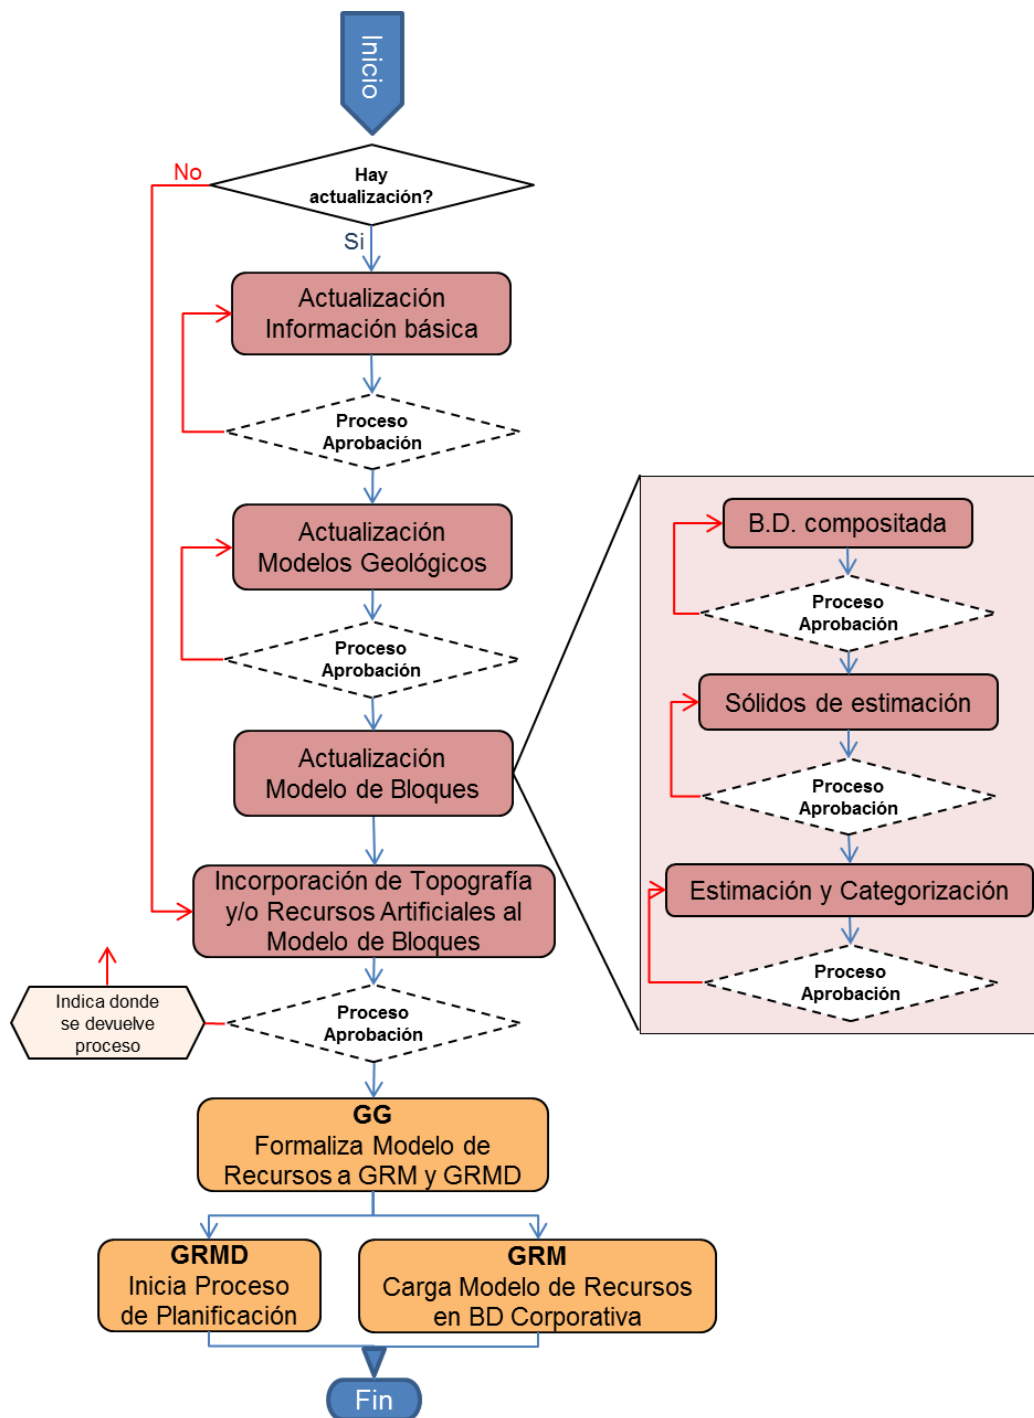 Inicio
Hay
actualización?
No
Si
Actualización
Información básica
Proceso
Aprobación
Actualización
Modelos Geológicos
Proceso
Aprobación
Actualización
Modelo de Bloques
B.D. compositada
Proceso
Aprobación
Sólidos de estimación
Proceso
Aprobación
Estimación y Categorización
Proceso
Aprobación
Incorporación de Topografía
y/o Recursos Artificiales al
Modelo de Bloques
Indica donde
se devuelve
proceso
Proceso
Aprobación
GG
Formaliza Modelo de
Recursos a GRM y GRMD
GRMD
Inicia Proceso
de Planificación
GRM
Carga Modelo de Recursos
en BD Corporativa
Fin